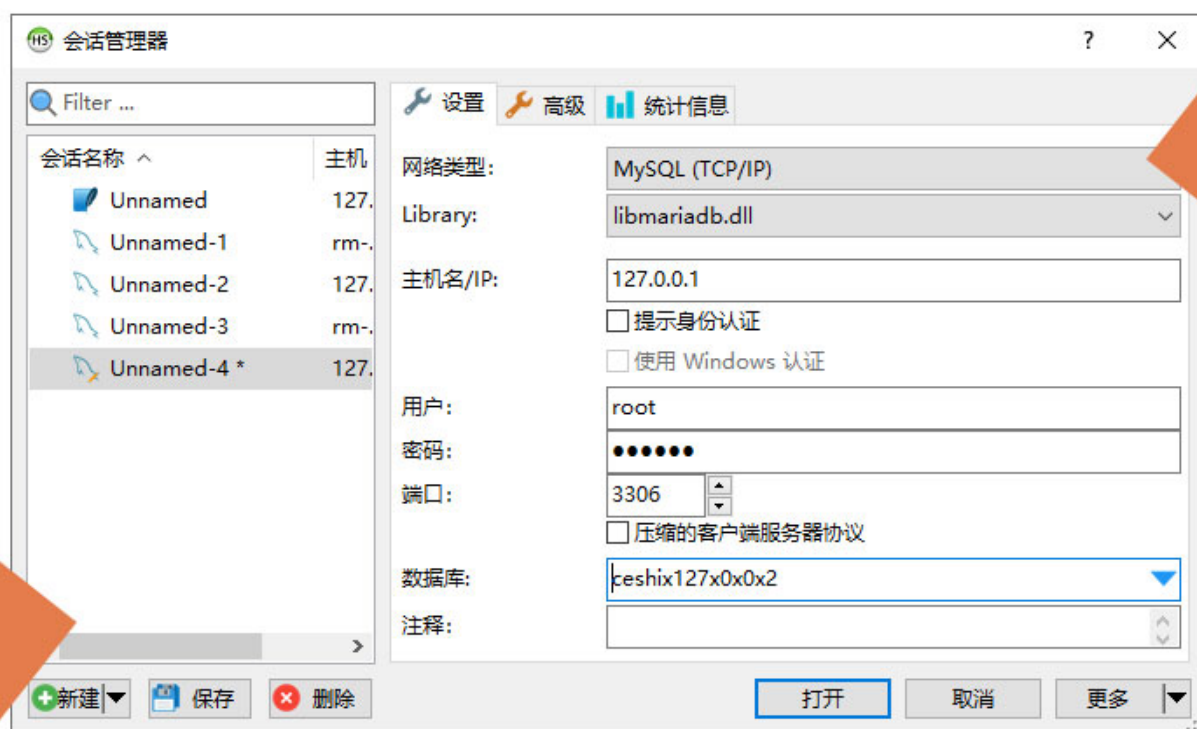 HS 会话管理器
Filter ...
会话名称 主机
Unnamed 127.
Unnamed-1 rm-.
Unnamed-2 127.
Unnamed-3 rm-.
Unnamed-4 * 127.
新建 保存 删除
设置 高级 统计信息
网络类型: MySQL (TCP/IP)
Library: libmariadb.dll
主机名/IP: 127.0.0.1
提示身份认证
使用 Windows 认证
用户: root
密码: ●●●●●●
端口: 3306
压缩的客户端服务器协议
数据库: ceshix127x0x0x2
注释:
打开 取消 更多